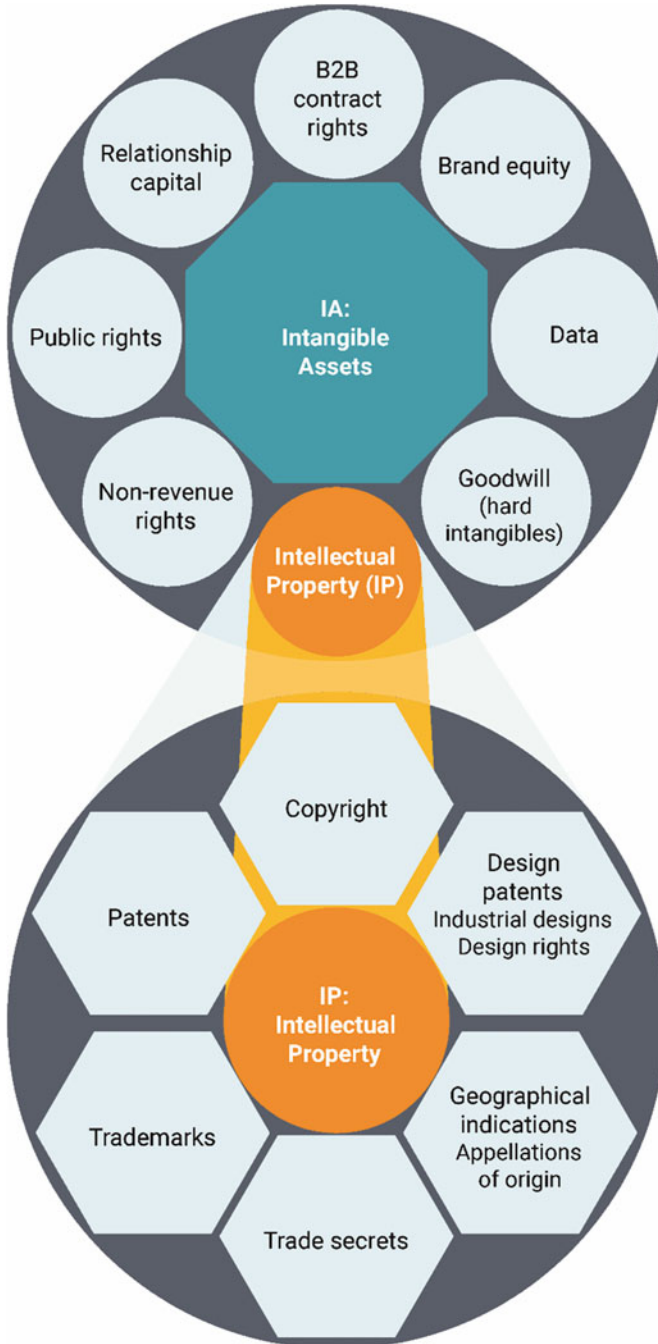 B2B
contract
rights
Relationship
capital
Brand equity
IA:
Intangible
Assets
Public rights
Data
Non-revenue
rights
Goodwill
(hard
intangibles)
Intellectual
Property (IP)
Copyright
Patents
Design
patents
Industrial designs
Design rights
IP:
Intellectual
Property
Trademarks
Geographical
indications
Appellations
of origin
Trade secrets